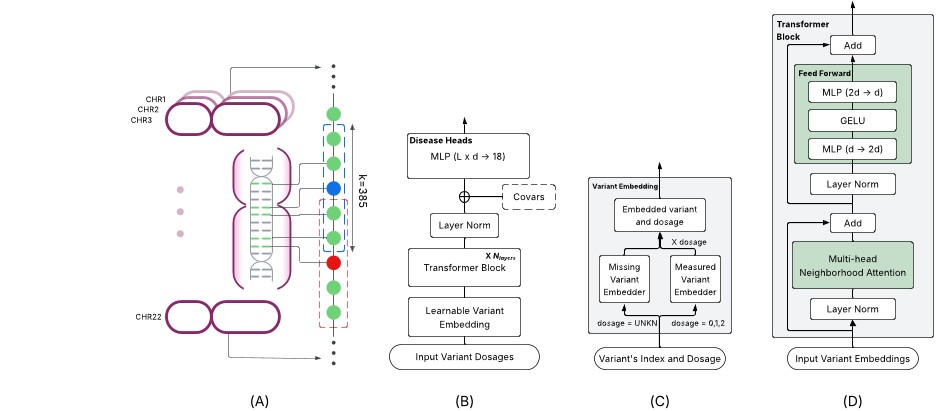 CHR1
CHR2
CHR3
CHR22
k=385
(A)
Disease Heads
MLP (L x d → 18)
Covars
Layer Norm
X Nlayers
Transformer Block
Learnable Variant
Embedding
Input Variant Dosages
(B)
Variant Embedding
Embedded variant
and dosage
X dosage
Missing
Variant
Embedder
Measured
Variant
Embedder
dosage = UNKN
dosage = 0,1,2
Variant's Index and Dosage
(C)
Transformer
Block
Add
Feed Forward
MLP (2d → d)
GELU
MLP (d → 2d)
Layer Norm
Add
Multi-head
Neighborhood Attention
Layer Norm
Input Variant Embeddings
(D)